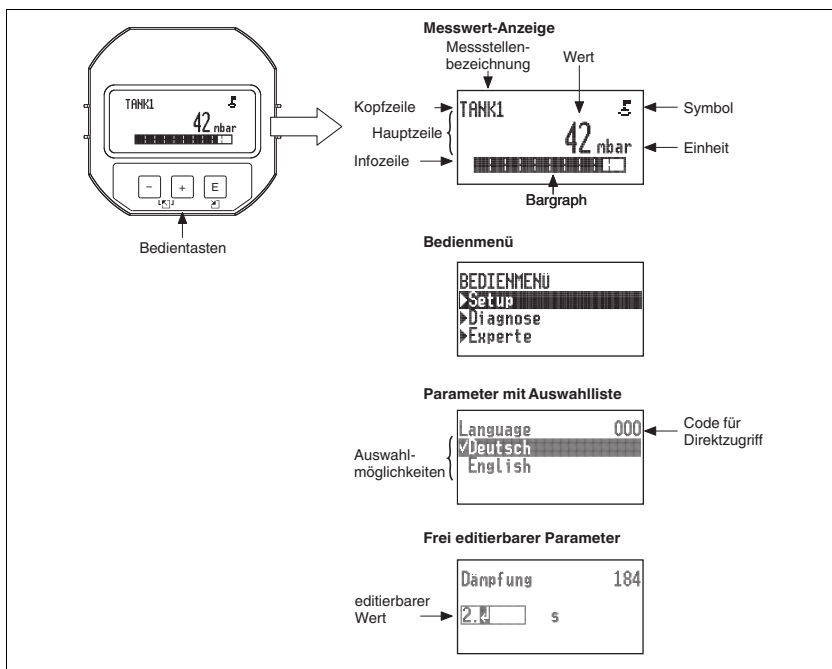 Messwert-Anzeige
Messstellen-
bezeichnung
Wert
TANK1
42 mbar
- + E
Bedientasten
Kopfzeile
Hauptzeile
Infozeile
TANK1
42 mbar
Symbol
Einheit
Bargraph
Bedienmenü
BEDIENMENÜ
Setup
Diagnose
Experte
Parameter mit Auswahlliste
Language 000
✓Deutsch
English
Auswahl-
möglichkeiten
Code für
Direktzugriff
Frei editierbarer Parameter
Dämpfung 184
2. s
editierbarer
Wert